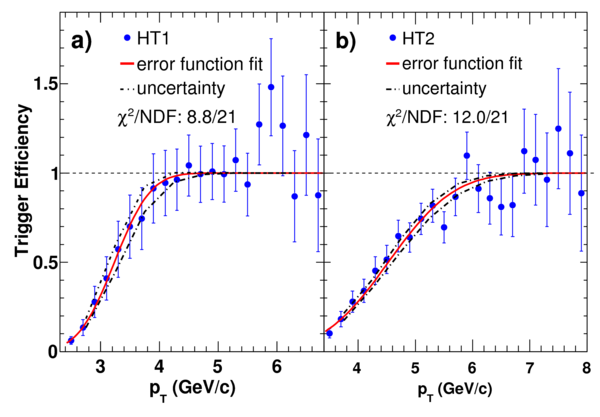 a)
HT1
error function fit
uncertainty
χ²/NDF: 8.8/21
b)
HT2
error function fit
uncertainty
χ²/NDF: 12.0/21
Trigger Efficiency
1.5
1
0.5
0
3 4 5 6
4 5 6 7 8
p_T (GeV/c)
p_T (GeV/c)